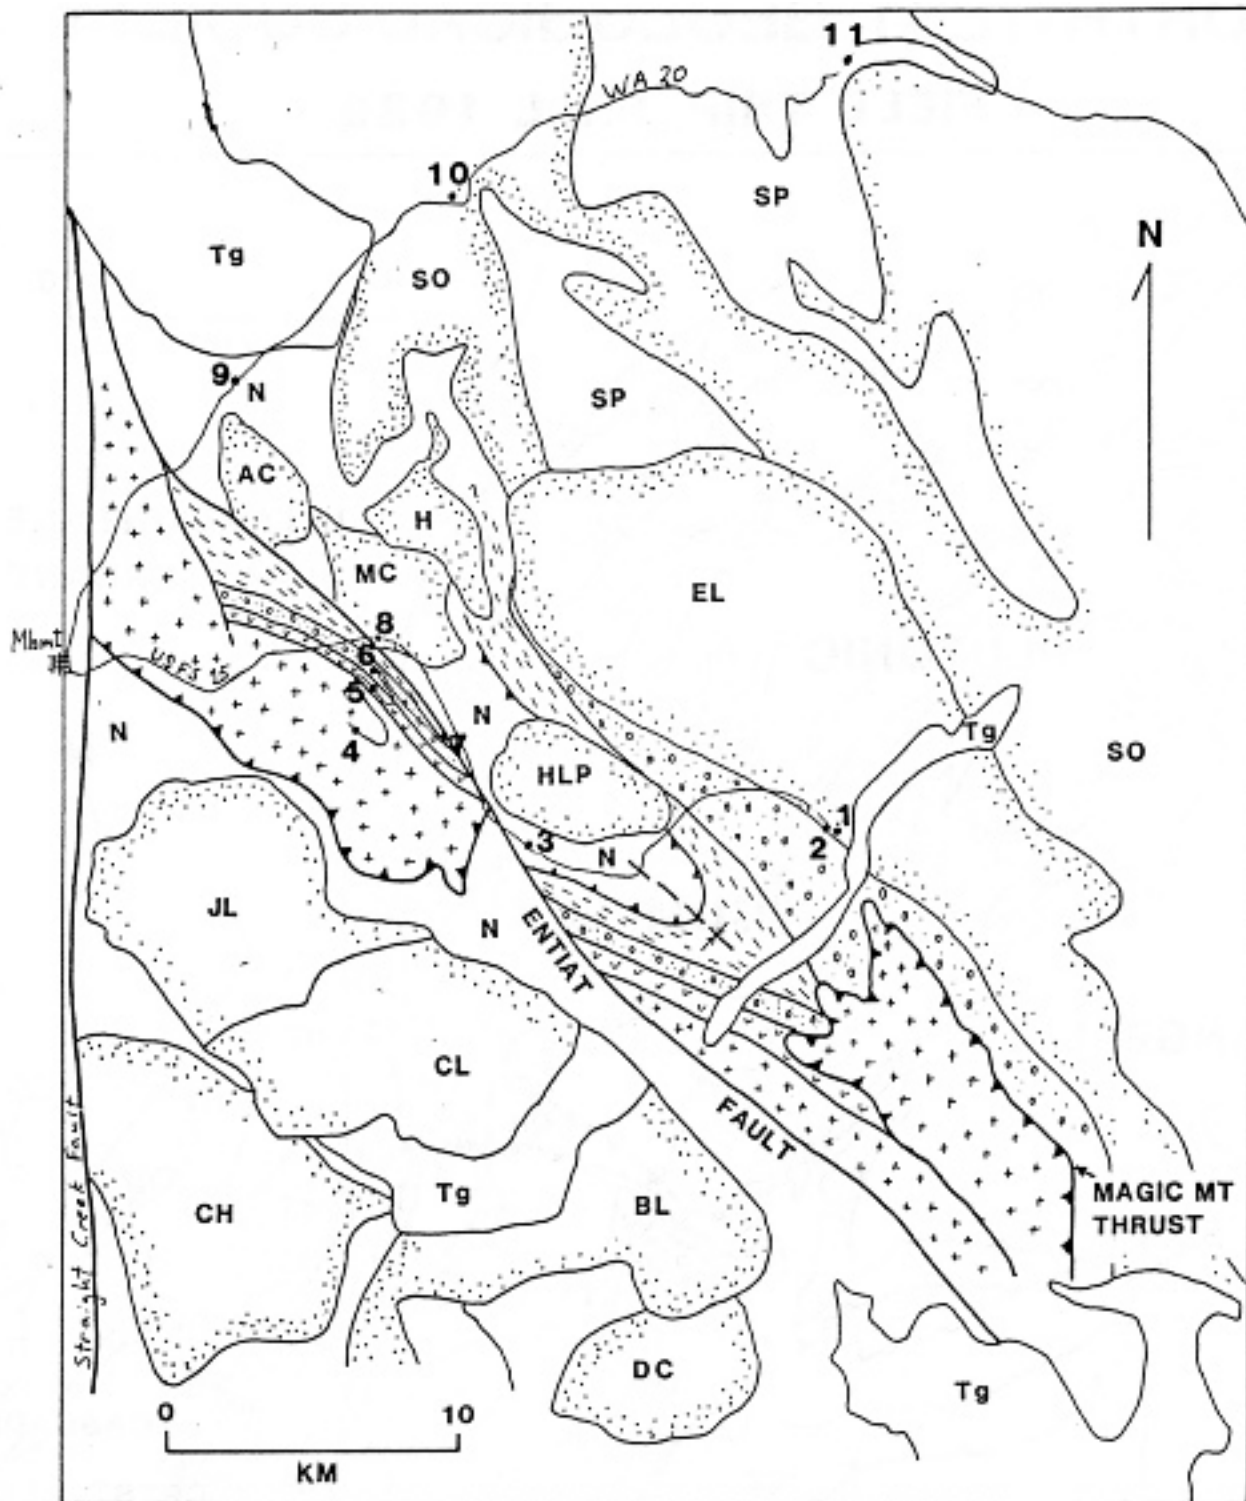 11
WA 20
10
SP
N
Tg
SO
9
N
SP
AC
H
MC
EL
8
Mbmt
6
USFS 15
5
N
N
Tg
4
7
HLP
SO
1
3
2
N
JL
N
ENTIAT
CL
FAULT
Straight Creek Fault
Tg
BL
CH
MAGIC MT
THRUST
DC
Tg
0 10
KM